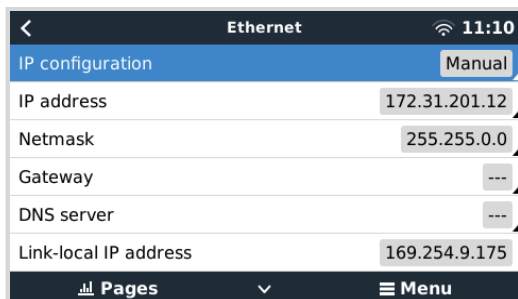 Ethernet 11:10
IP configuration Manual
IP address 172.31.201.12
Netmask 255.255.0.0
Gateway ---
DNS server ---
Link-local IP address 169.254.9.175
Pages Menu